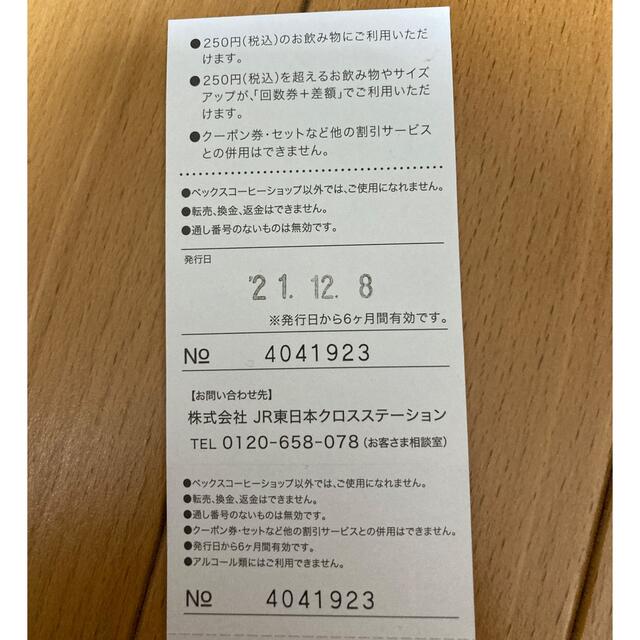 ●250円(税込)のお飲み物にご利用いただ
けます。
●250円(税込)を超えるお飲み物やサイズ
アップが、「回数券＋差額」でご利用いただ
けます。
●クーポン券・セットなど他の割引サービス
との併用はできません。
●ベックスコーヒーショップ以外では、ご使用になれません。
●転売、換金、返金はできません。
●通し番号のないものは無効です。
発行日
'21.12.8
※発行日から6ヶ月間有効です。
No 4041923
【お問い合わせ先】
株式会社 JR東日本クロスステーション
TEL 0120-658-078(お客さま相談室)
●ベックスコーヒーショップ以外では、ご使用になれません。
●転売、換金、返金はできません。
●通し番号のないものは無効です。
●クーポン券・セットなど他の割引サービスとの併用はできません。
●発行日から6ヶ月間有効です。
●アルコール類にはご利用できません。
No 4041923